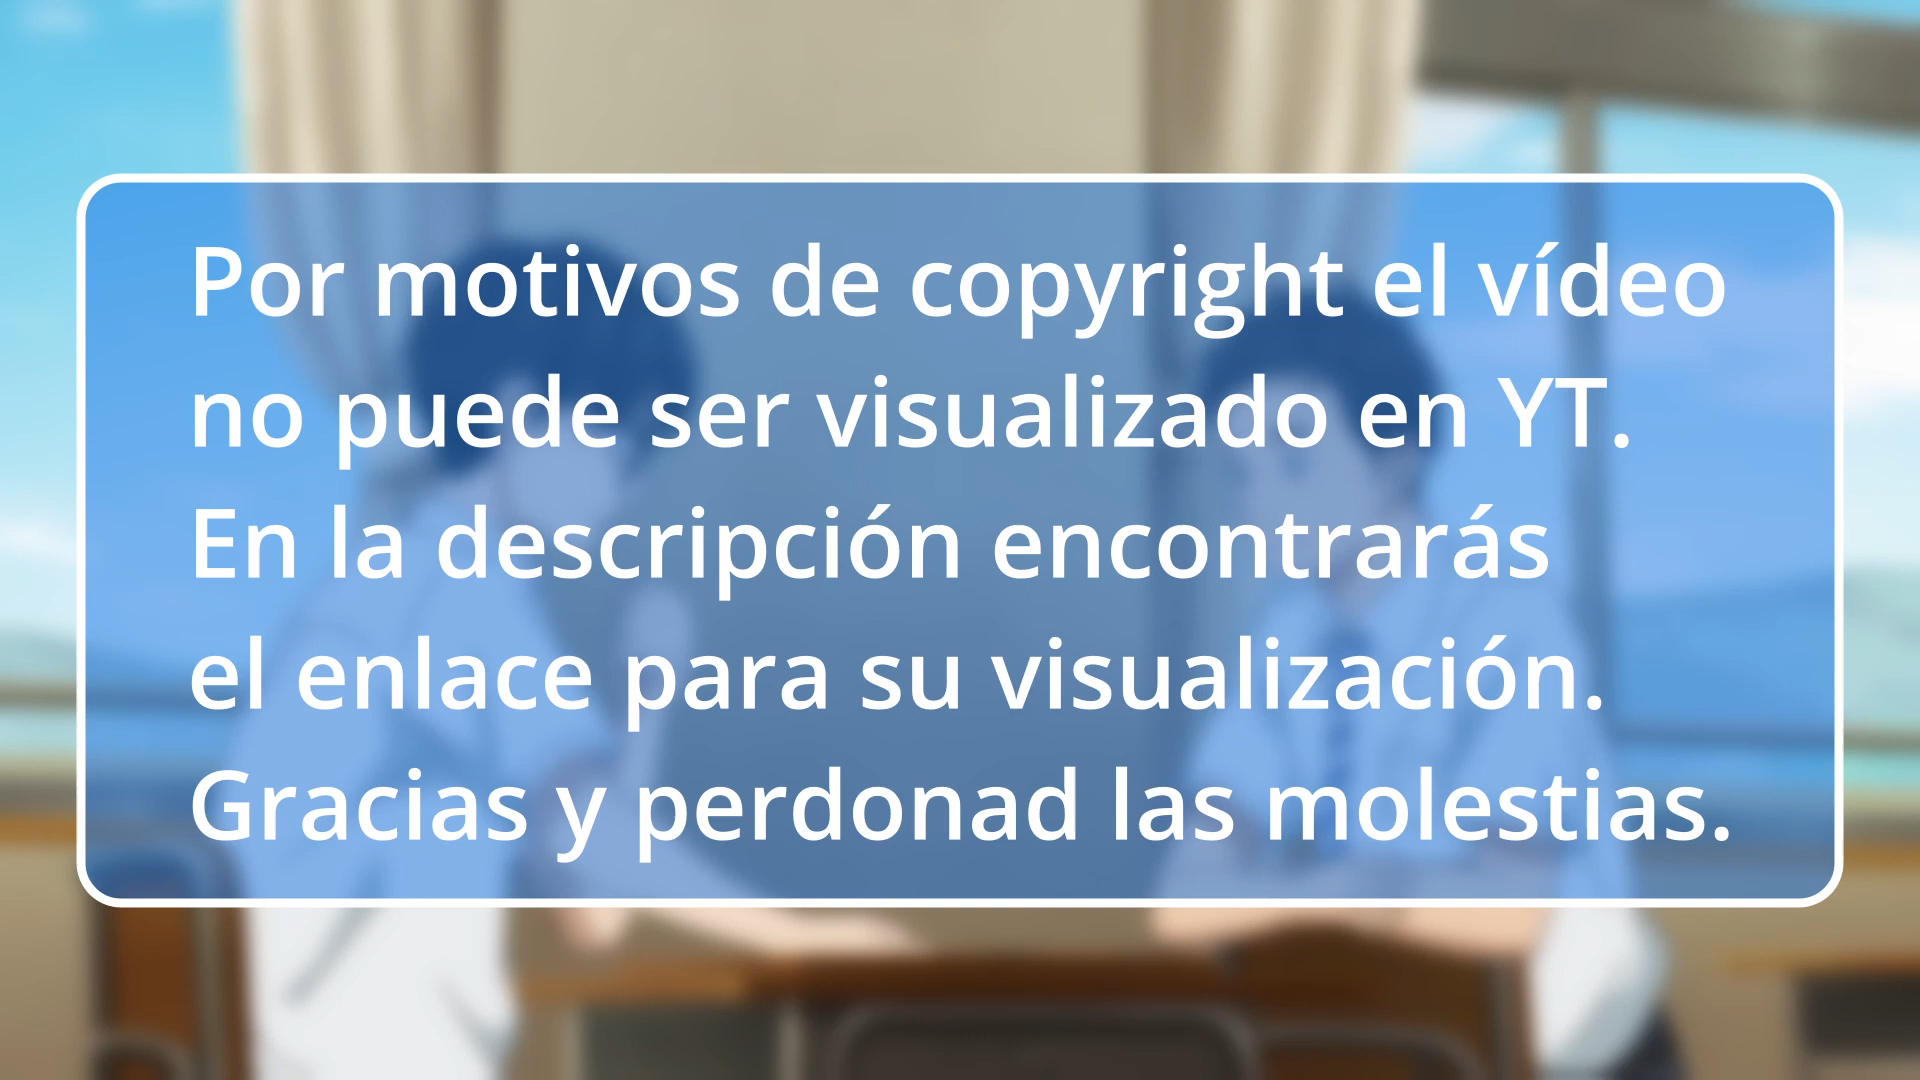 Por motivos de copyright el vídeo
no puede ser visualizado en YT.
En la descripción encontrarás
el enlace para su visualización.
Gracias y perdonad las molestias.